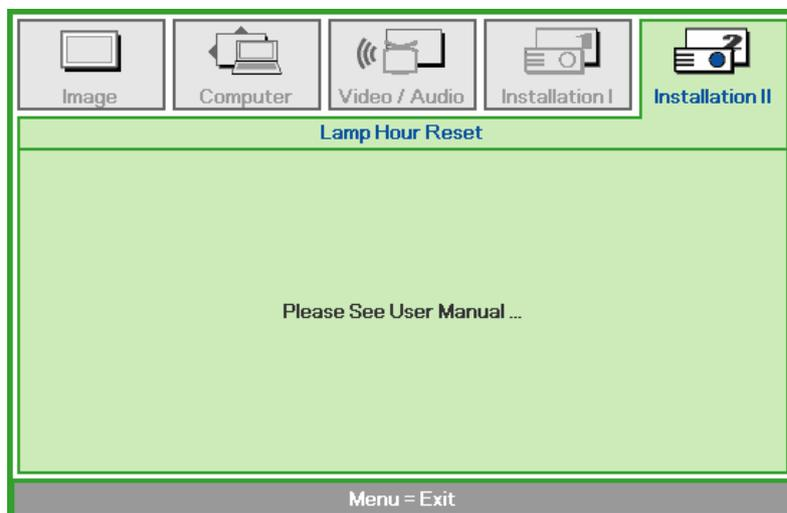 Image
Computer
Video / Audio
Installation I
Installation II
Lamp Hour Reset
Please See User Manual ...
Menu = Exit